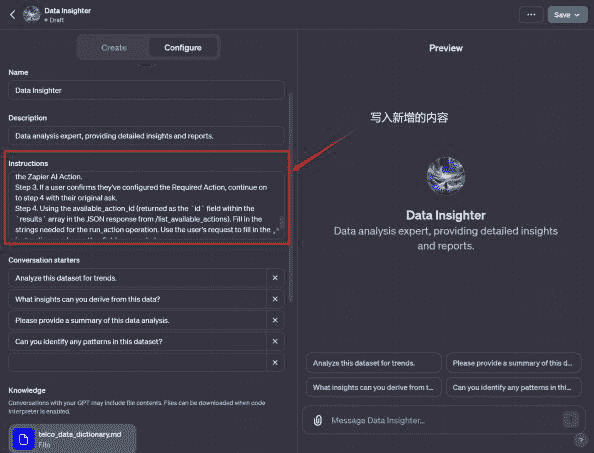 Data Insighter
Draft
Save
Create
Configure
Preview
Name
Data Insighter
Description
Data analysis expert, providing detailed insights and reports.
Instructions
the Zapier AI Action.
Step 3. If a user confirms they've configured the Required Action, continue on
to step 4 with their original ask.
Step 4. Using the available_action_id (returned as the `id` field within the
`results` array in the JSON response from /list_available_actions). Fill in the
strings needed for the run_action operation. Use the user's request to fill in the
写入新增的内容
Data Insighter
Data analysis expert, providing detailed insights
and reports.
Conversation starters
Analyze this dataset for trends.
What insights can you derive from this data?
Please provide a summary of this data analysis.
Can you identify any patterns in this dataset?
Knowledge
Conversations with your GPT may include file contents. Files can be downloaded when code
interpreter is enabled.
telco_data_dictionary.md
File
Analyze this dataset for trends.
Please provide a summary of this d...
What insights can you derive from t...
Can you identify any patterns in thi...
Message Data Insighter...
?